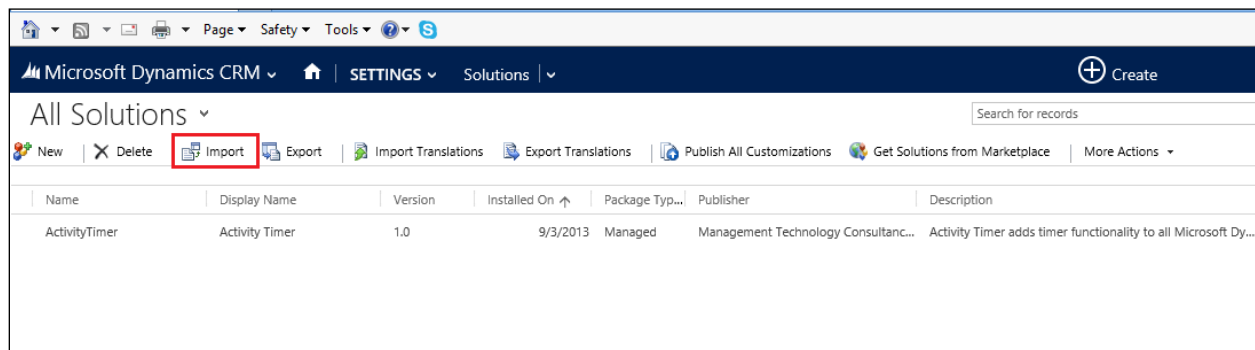 Page Safety Tools
Microsoft Dynamics CRM SETTINGS Solutions Create
All Solutions Search for records
New Delete Import Export Import Translations Export Translations Publish All Customizations Get Solutions from Marketplace More Actions
Name Display Name Version Installed On Package Typ... Publisher Description
ActivityTimer Activity Timer 1.0 9/3/2013 Managed Management Technology Consultanc... Activity Timer adds timer functionality to all Microsoft Dy...